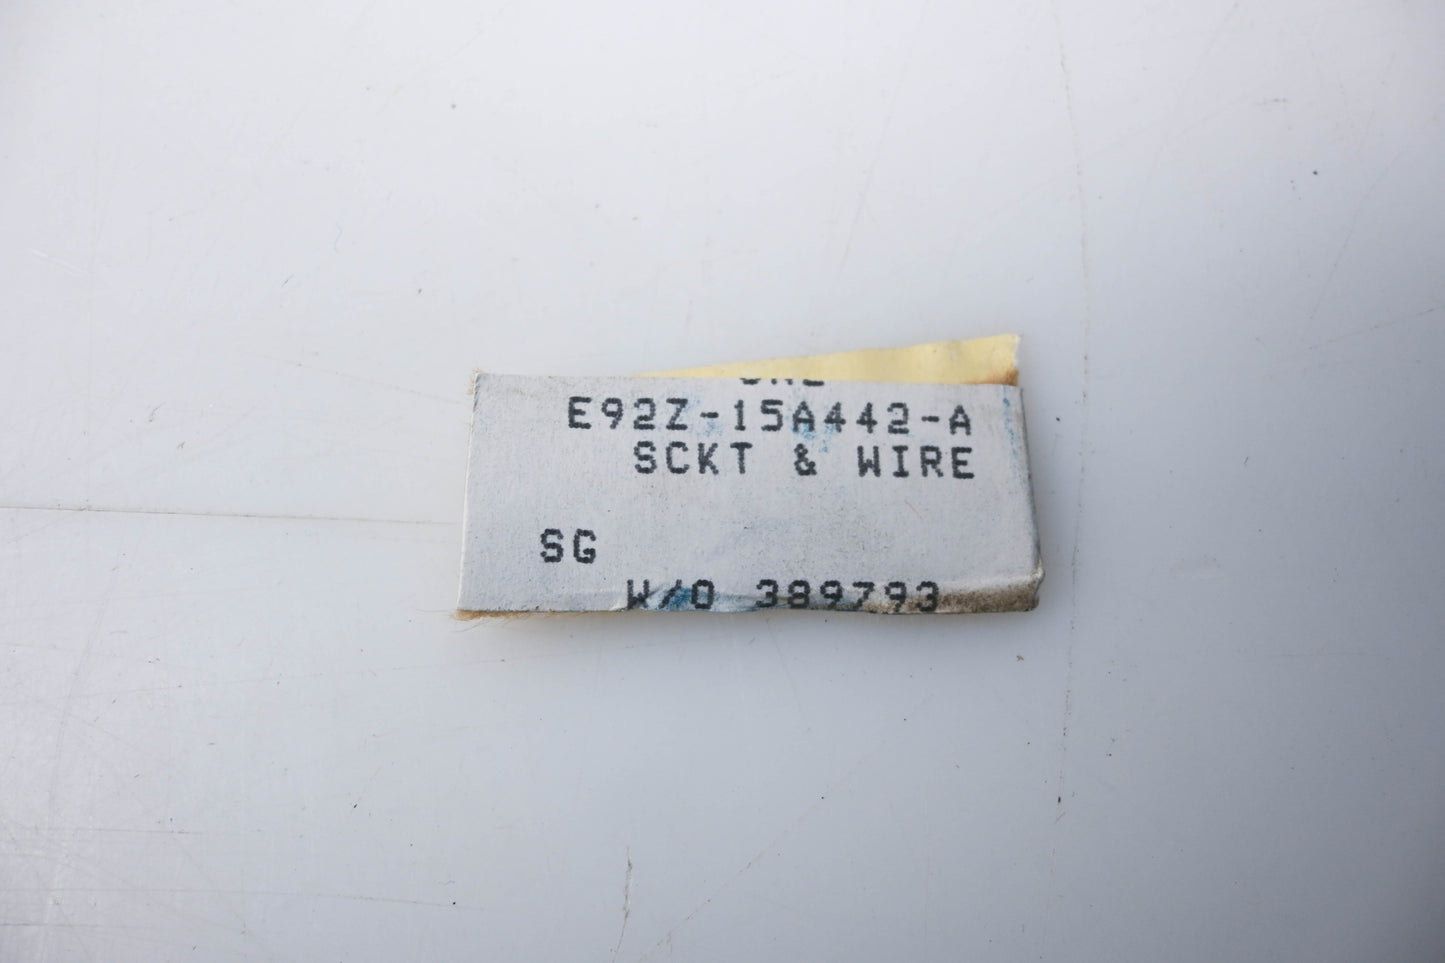 E92Z-15A442-A
SCKT & WIRE
SG
W/O 389793